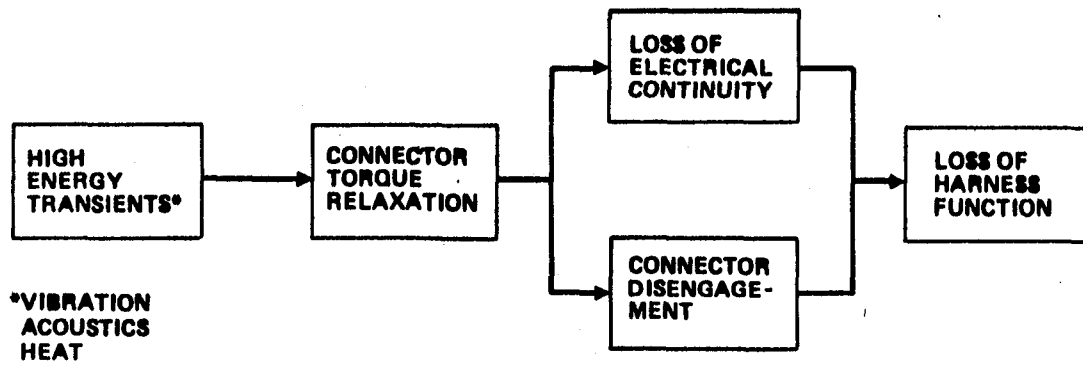 HIGH
ENERGY
TRANSIENTS*
CONNECTOR
TORQUE
RELAXATION
LOSS OF
ELECTRICAL
CONTINUITY
CONNECTOR
DISENGAGE-
MENT
LOSS OF
HARNESS
FUNCTION
*VIBRATION
ACOUSTICS
HEAT